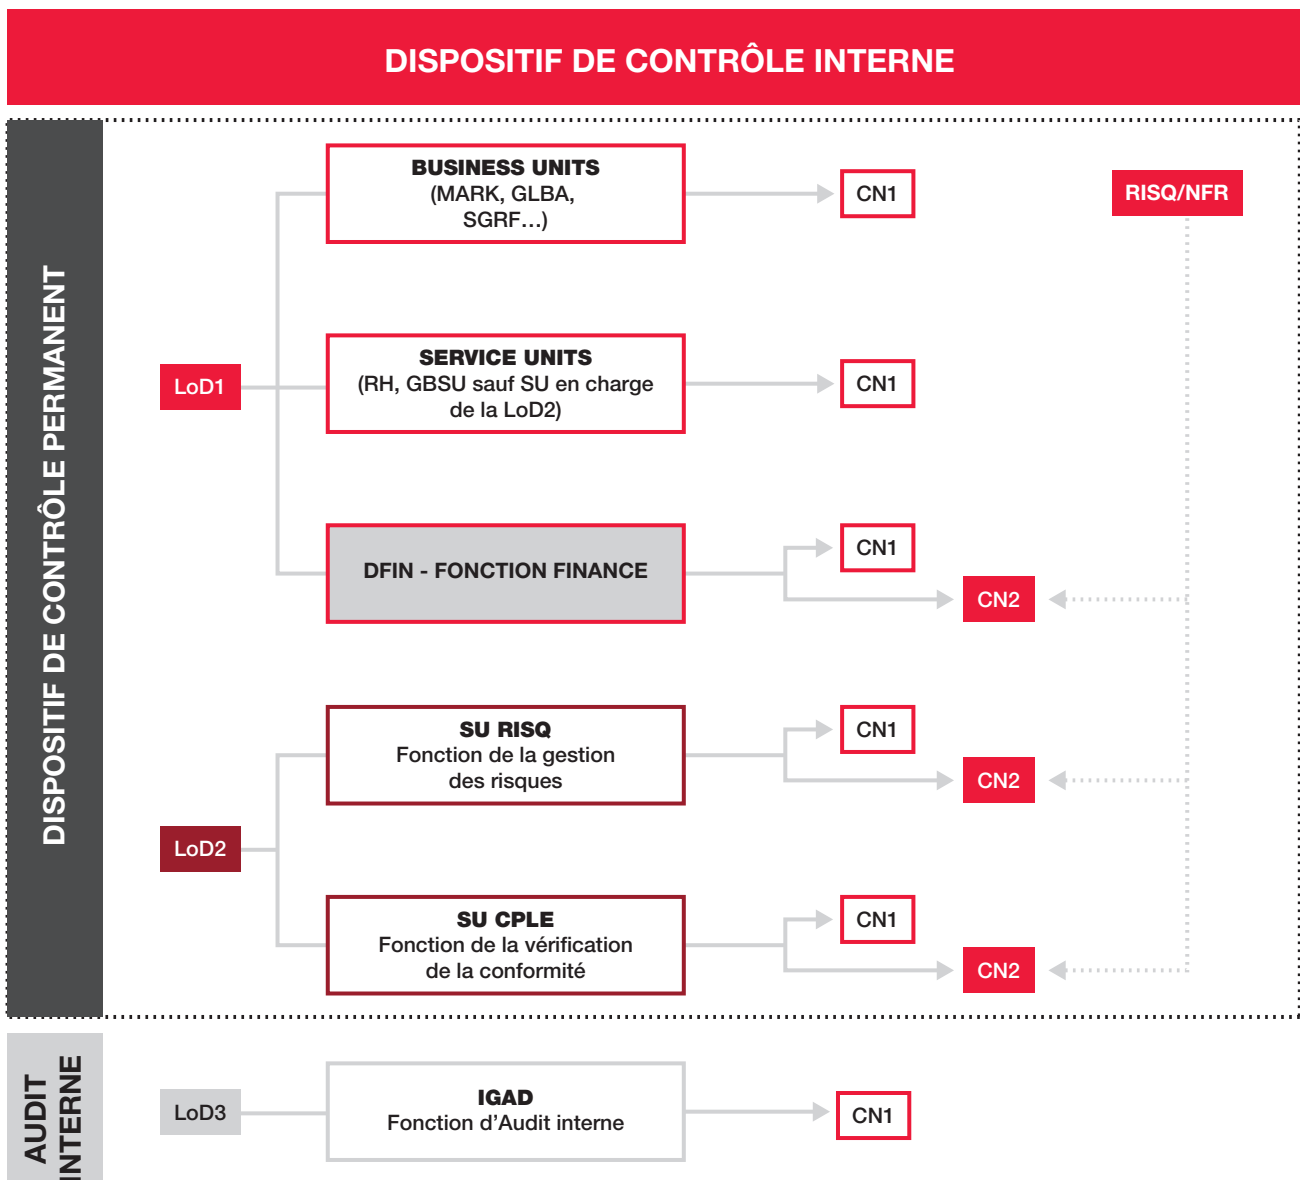 DISPOSITIF DE CONTRÔLE INTERNE
DISPOSITIF DE CONTRÔLE PERMANENT
LoD1
BUSINESS UNITS
(MARK, GLBA,
SGRF…)
CN1
RISQ/NFR
SERVICE UNITS
(RH, GBSU sauf SU en charge
de la LoD2)
CN1
DFIN - FONCTION FINANCE
CN1
CN2
LoD2
SU RISQ
Fonction de la gestion
des risques
CN1
CN2
SU CPLE
Fonction de la vérification
de la conformité
CN1
CN2
AUDIT
INTERNE
LoD3
IGAD
Fonction d’Audit interne
CN1